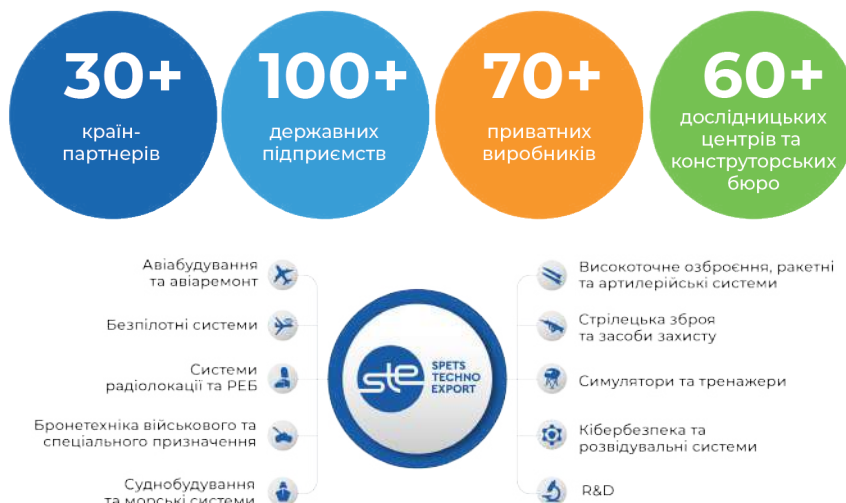 30+
країн-
партнерів
100+
державних
підприємств
70+
приватних
виробників
60+
дослідницьких
центрів та
конструторських
бюро
Авіабудування
та авіаремонт
Безпілотні системи
Системи
радіолокації та РЕБ
Бронетехніка військового та
спеціального призначення
Суднобудування
та морські системи
ste
SPETS
TECHNO
EXPORT
Високоточне озброєння, ракетні
та артилерійські системи
Стрілецька зброя
та засоби захисту
Симулятори та тренажери
Кібербезпека та
розвідувальні системи
R&D